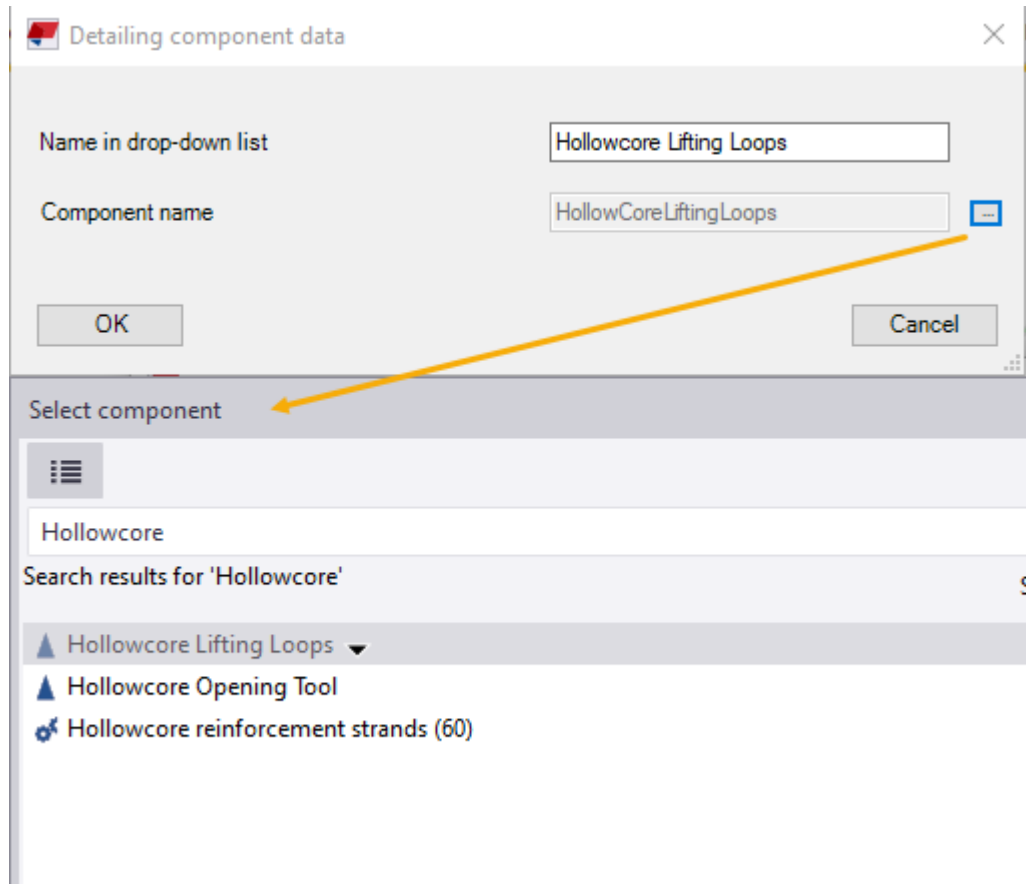 Detailing component data
Name in drop-down list Hollowcore Lifting Loops
Component name HollowCoreLiftingLoops ...
OK Cancel
Select component
Hollowcore
Search results for 'Hollowcore'
Hollowcore Lifting Loops
Hollowcore Opening Tool
Hollowcore reinforcement strands (60)